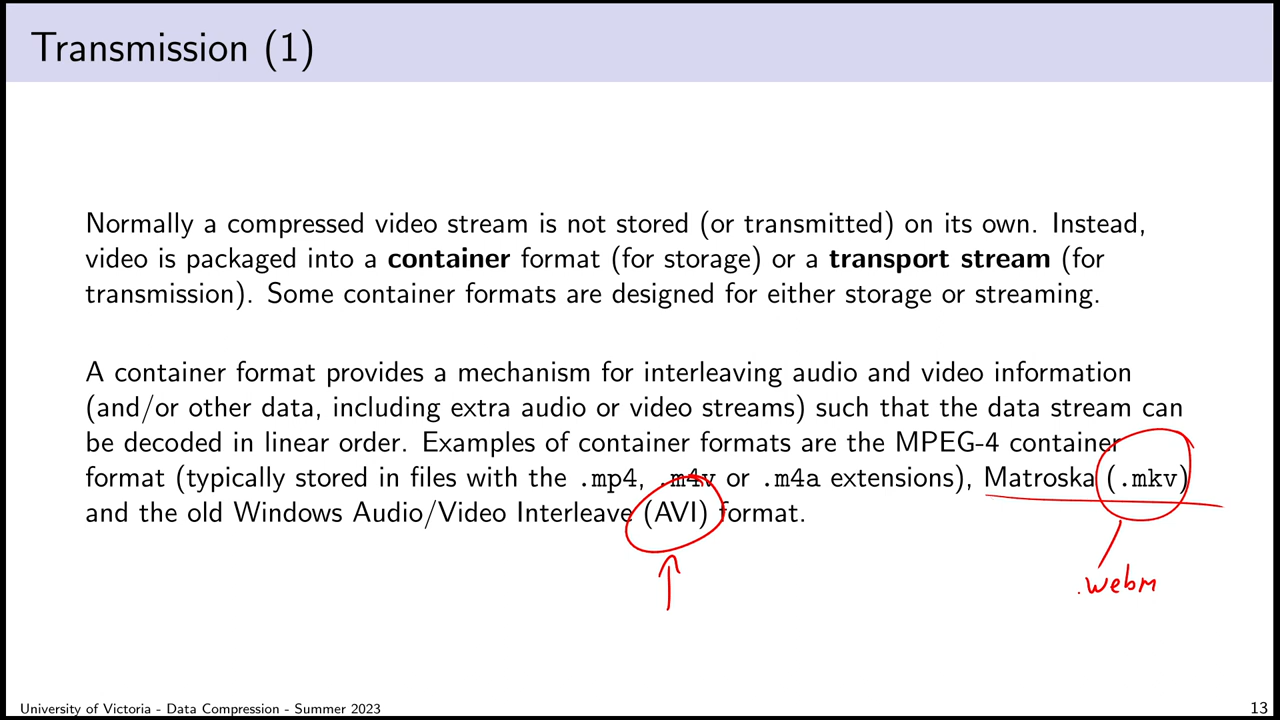 Transmission (1)
Normally a compressed video stream is not stored (or transmitted) on its own. Instead,
video is packaged into a container format (for storage) or a transport stream (for
transmission). Some container formats are designed for either storage or streaming.
A container format provides a mechanism for interleaving audio and video information
(and/or other data, including extra audio or video streams) such that the data stream can
be decoded in linear order. Examples of container formats are the MPEG-4 container
format (typically stored in files with the .mp4, .m4v or .m4a extensions), Matroska (.mkv)
and the old Windows Audio/Video Interleave (AVI) format.
.webm
University of Victoria - Data Compression - Summer 2023
13